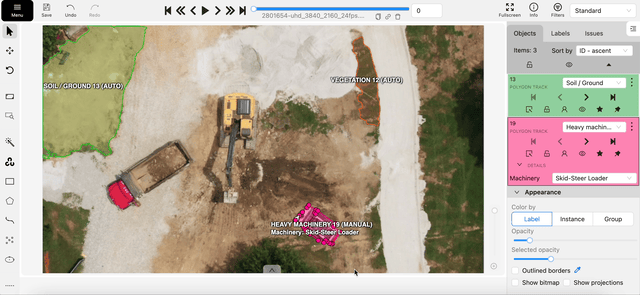 Menu
Save
Undo
Redo
2801654-uhd_3840_2160_24fps....
0
Fullscreen
Info
Filters
Standard
SOIL / GROUND 13 (AUTO)
VEGETATION 12 (AUTO)
HEAVY MACHINERY 19 (MANUAL)
Machinery: Skid-Steer Loader
Objects
Labels
Issues
Items: 3
Sort by
ID - ascent
13
POLYGON TRACK
Soil / Ground
19
POLYGON TRACK
Heavy machin...
DETAILS
Machinery
Skid-Steer Loader
Appearance
Color by
Label
Instance
Group
Opacity
Selected opacity
Outlined borders
Show bitmap
Show projections